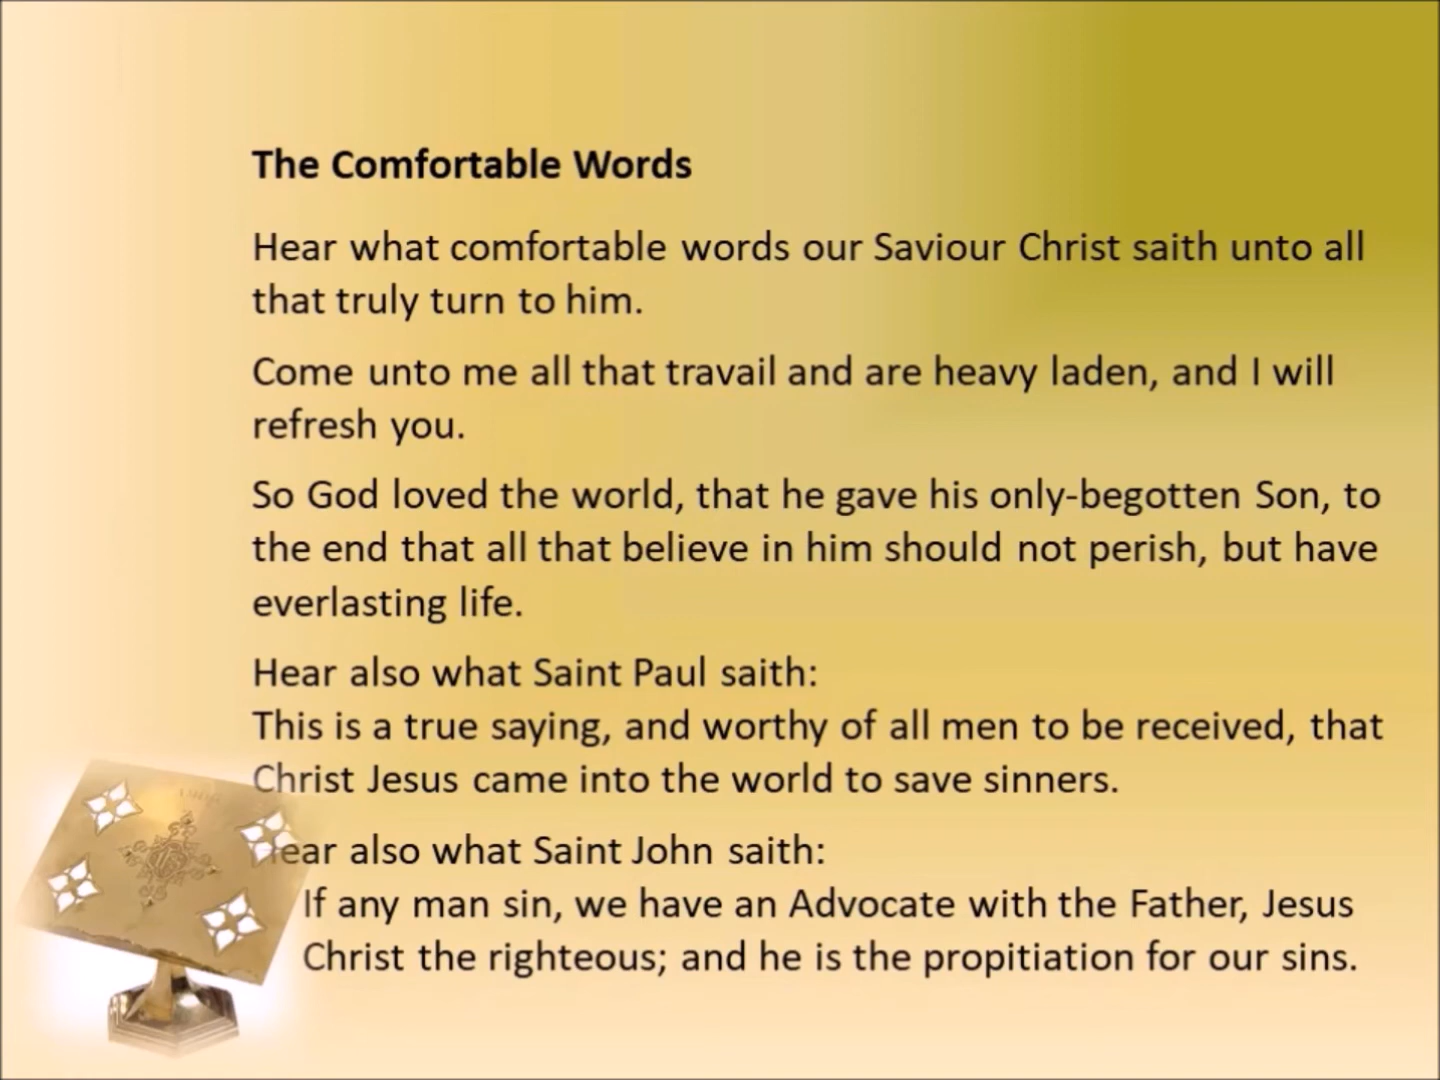 The Comfortable Words
Hear what comfortable words our Saviour Christ saith unto all
that truly turn to him.
Come unto me all that travail and are heavy laden, and I will
refresh you.
So God loved the world, that he gave his only-begotten Son, to
the end that all that believe in him should not perish, but have
everlasting life.
Hear also what Saint Paul saith:
This is a true saying, and worthy of all men to be received, that
Christ Jesus came into the world to save sinners.
Hear also what Saint John saith:
If any man sin, we have an Advocate with the Father, Jesus
Christ the righteous; and he is the propitiation for our sins.